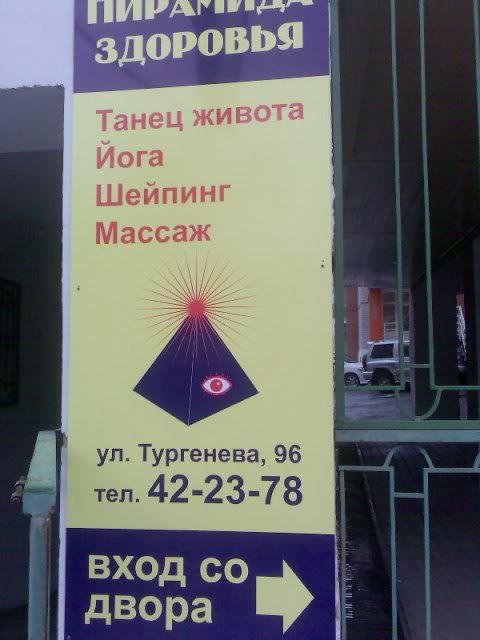 ПИРАМИДА
ЗДОРОВЬЯ
Танец живота
Йога
Шейпинг
Массаж
ул. Тургенева, 96
тел. 42-23-78
вход со
двора